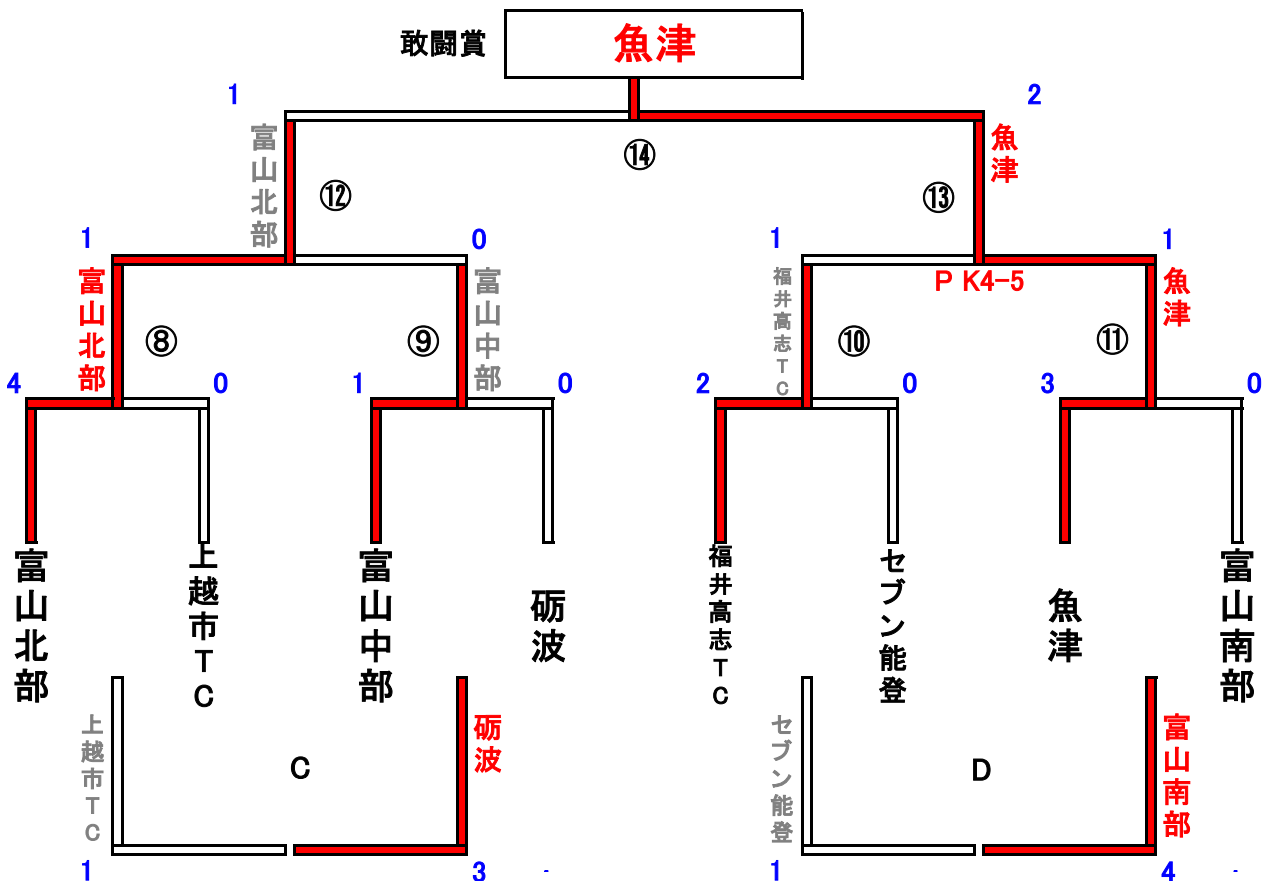 敢闘賞
魚津
1
2
富山北部
⑭
魚津
⑫
⑬
1
0
1
1
富山北部
富山中部
福井高志TC
P K4-5
魚津
⑧
⑨
⑩
⑪
4
0
1
0
2
0
3
0
富山北部
上越市TC
富山中部
砺波
福井高志TC
セブン能登
魚津
富山南部
上越市TC
C
砺波
セブン能登
D
富山南部
1
3
-
1
4
-